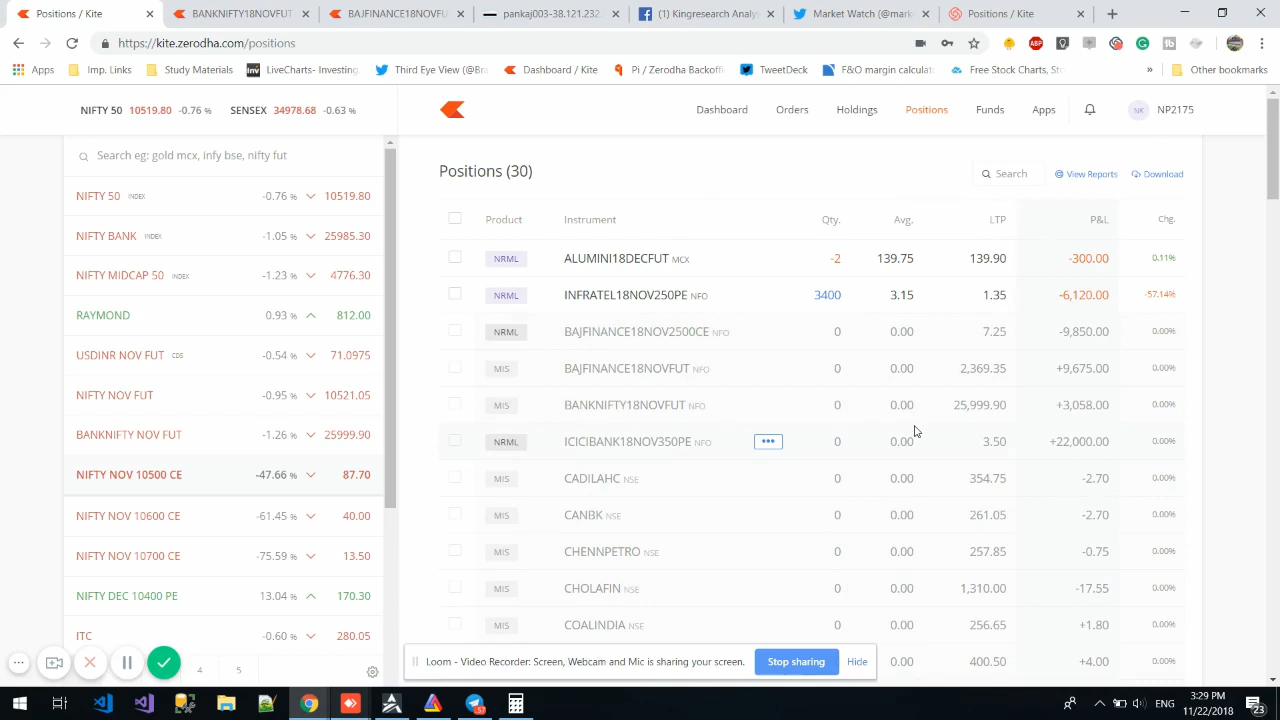 Positions / Kite
BANKNIFTY18NOVFUT
BAJFINANCE18NOVFU
pankaj003-38.121.232.
Kingresearch Analy
Market Watch (@mark
Positions / Kite
https://kite.zerodha.com/positions
Apps Imp. Links Study Materials LiveCharts Investing. Third Eye View (@Bra Dashboard / Kite Pi / Zerodha Backoffi TweetDeck F&O margin calculat Free Stock Charts, Sto » Other bookmarks
NIFTY 50 10519.80 -0.76 % SENSEX 34978.68 -0.63 %
Dashboard Orders Holdings Positions Funds Apps NK NP2175
Search eg: gold mcx, infy bse, nifty fut
NIFTY 50 INDEX -0.76 % 10519.80
NIFTY BANK INDEX -1.05 % 25985.30
NIFTY MIDCAP 50 INDEX -1.23 % 4776.30
RAYMOND 0.93 % 812.00
USDINR NOV FUT CDS -0.54 % 71.0975
NIFTY NOV FUT -0.95 % 10521.05
BANKNIFTY NOV FUT -1.26 % 25999.90
NIFTY NOV 10500 CE -47.66 % 87.70
NIFTY NOV 10600 CE -61.45 % 40.00
NIFTY NOV 10700 CE -75.59 % 13.50
NIFTY DEC 10400 PE 13.04 % 170.30
ITC -0.60 % 280.05
4 5
Positions (30)
Search View Reports Download
Product Instrument Qty. Avg. LTP P&L Chg.
NRML ALUMINI18DECFUT MCX -2 139.75 139.90 -300.00 0.11%
NRML INFRATEL18NOV250PE NFO 3400 3.15 1.35 -6,120.00 -57.14%
NRML BAJFINANCE18NOV2500CE NFO 0 0.00 7.25 -9,850.00 0.00%
MIS BAJFINANCE18NOVFUT NFO 0 0.00 2,369.35 +9,675.00 0.00%
MIS BANKNIFTY18NOVFUT NFO 0 0.00 25,999.90 +3,058.00 0.00%
NRML ICICIBANK18NOV350PE NFO ••• 0 0.00 3.50 +22,000.00 0.00%
MIS CADILAHC NSE 0 0.00 354.75 -2.70 0.00%
MIS CANBK NSE 0 0.00 261.05 -2.70 0.00%
MIS CHENNPETRO NSE 0 0.00 257.85 -0.75 0.00%
MIS CHOLAFIN NSE 0 0.00 1,310.00 -17.55 0.00%
MIS COALINDIA NSE 0 0.00 256.65 +1.80 0.00%
0.00 400.50 +4.00 0.00%
Loom - Video Recorder: Screen, Webcam and Mic is sharing your screen. Stop sharing Hide
ENG
3:29 PM
11/22/2018
23